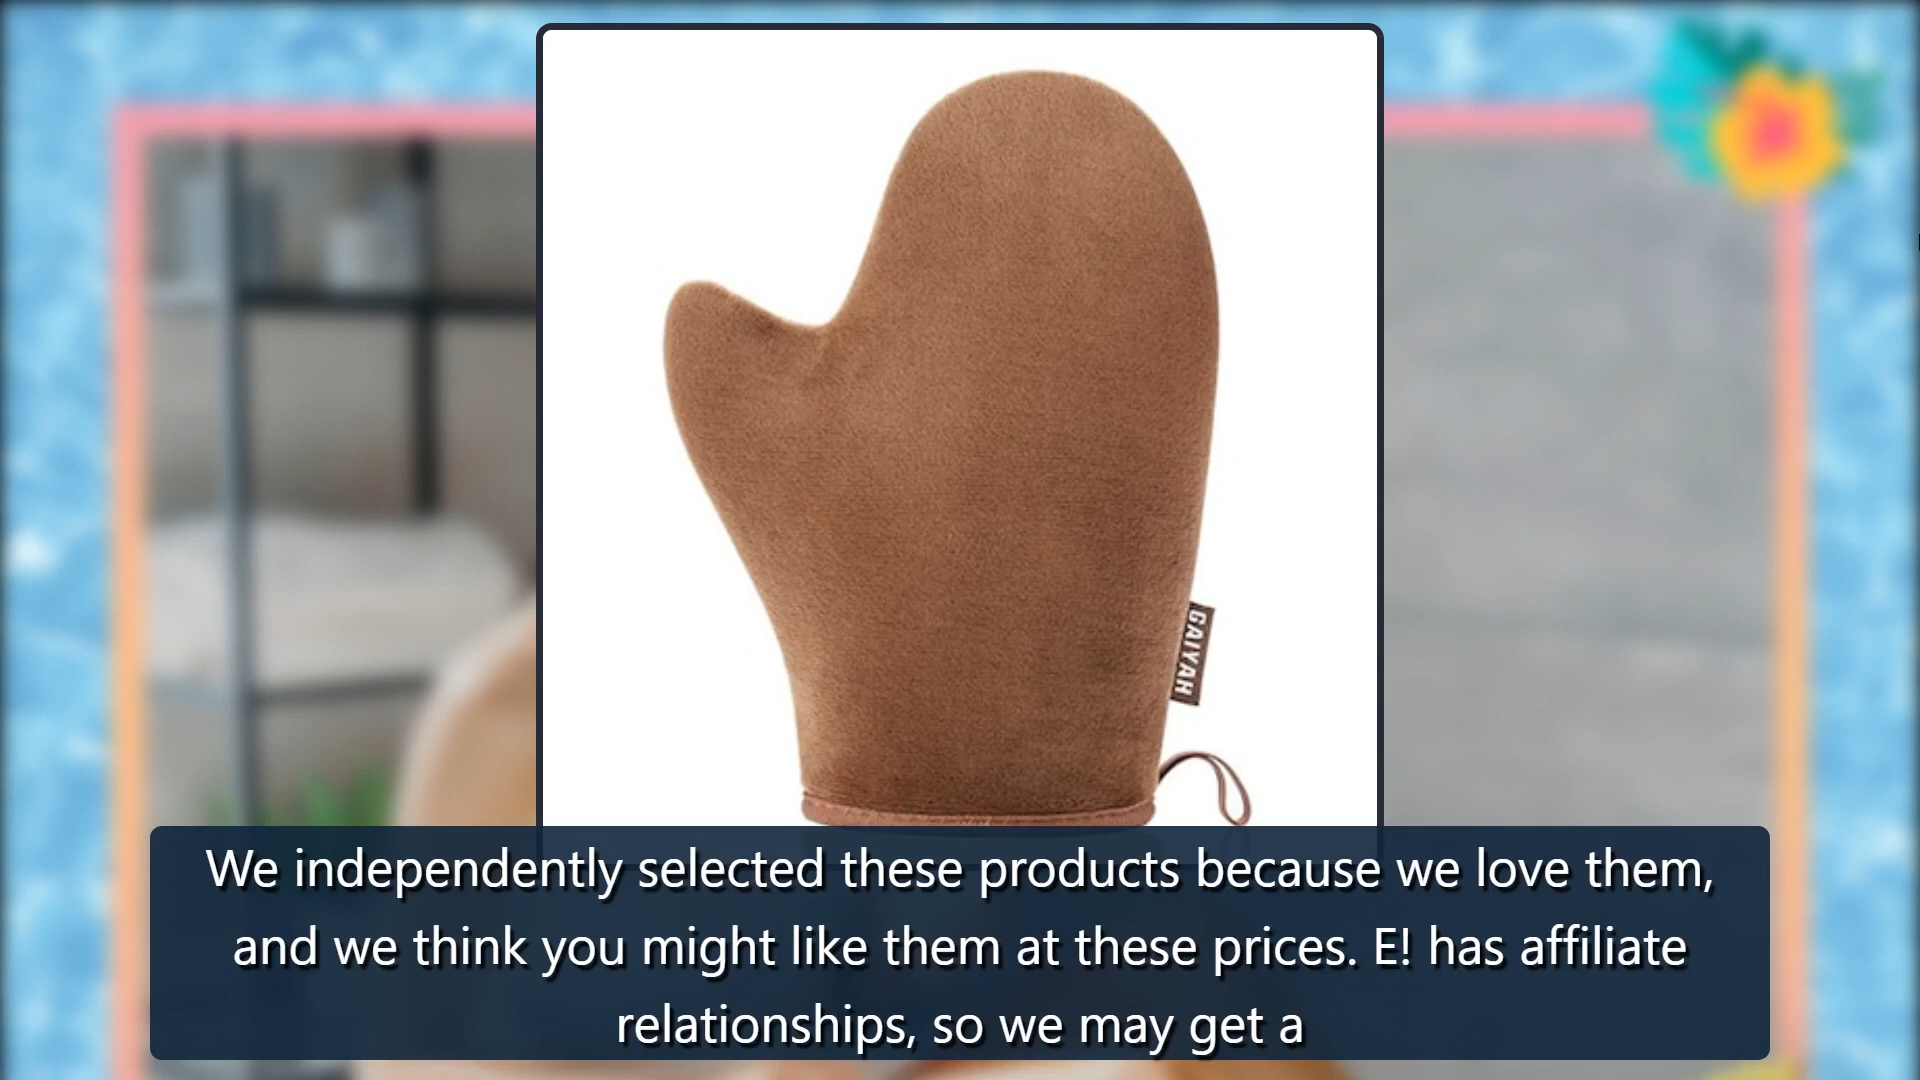 GAIYAH
We independently selected these products because we love them,
and we think you might like them at these prices. E! has affiliate
relationships, so we may get a